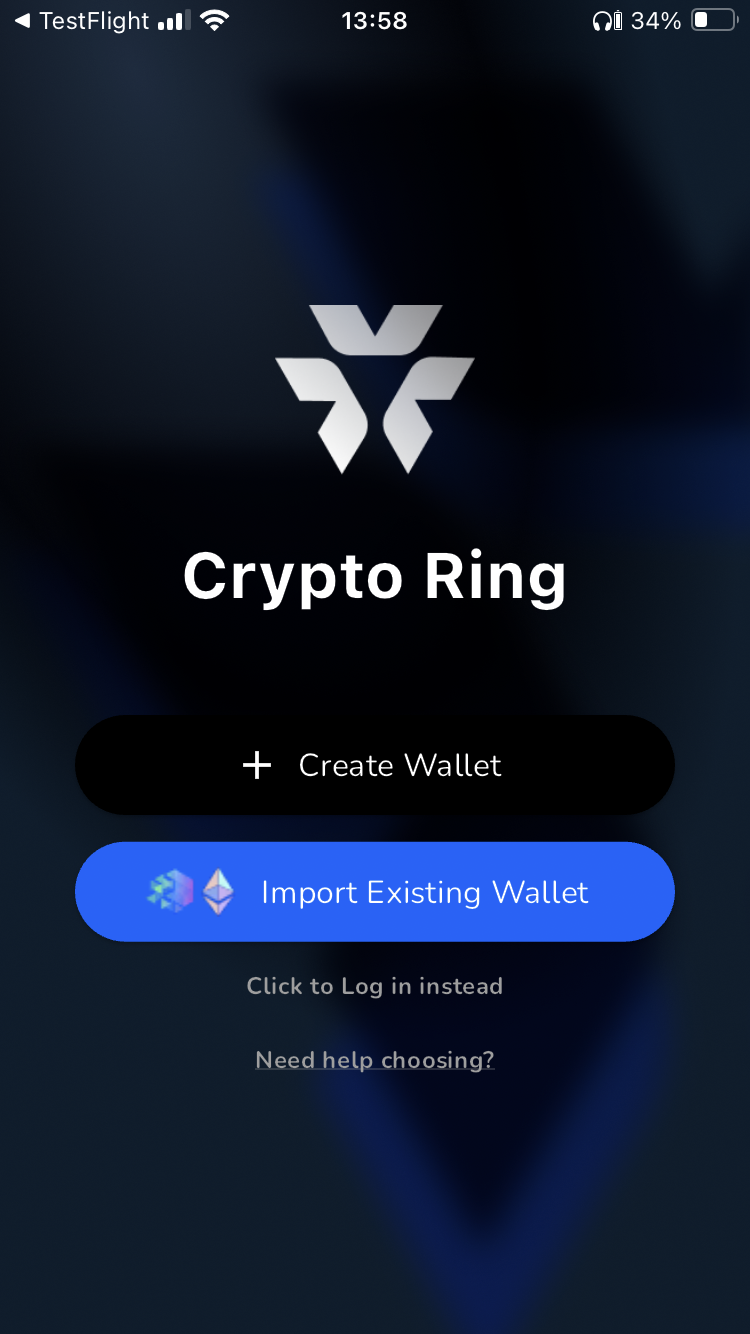 TestFlight
13:58
34%
Crypto Ring
Create Wallet
Import Existing Wallet
Click to Log in instead
Need help choosing?